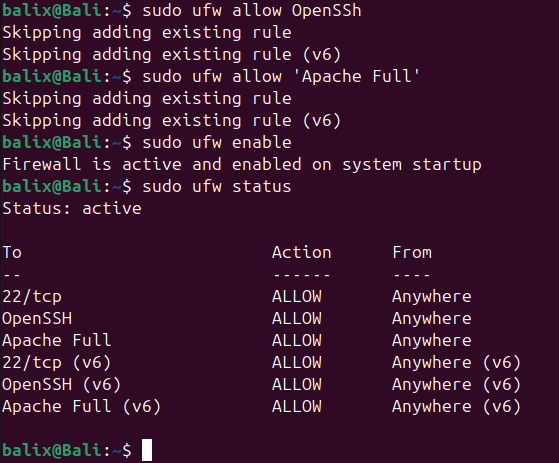 balix@Bali:~$ sudo ufw allow OpenSSh
Skipping adding existing rule
Skipping adding existing rule (v6)
balix@Bali:~$ sudo ufw allow 'Apache Full'
Skipping adding existing rule
Skipping adding existing rule (v6)
balix@Bali:~$ sudo ufw enable
Firewall is active and enabled on system startup
balix@Bali:~$ sudo ufw status
Status: active

To                         Action      From
--                         ------      ----
22/tcp                     ALLOW       Anywhere
OpenSSH                    ALLOW       Anywhere
Apache Full                ALLOW       Anywhere
22/tcp (v6)                ALLOW       Anywhere (v6)
OpenSSH (v6)               ALLOW       Anywhere (v6)
Apache Full (v6)           ALLOW       Anywhere (v6)

balix@Bali:~$